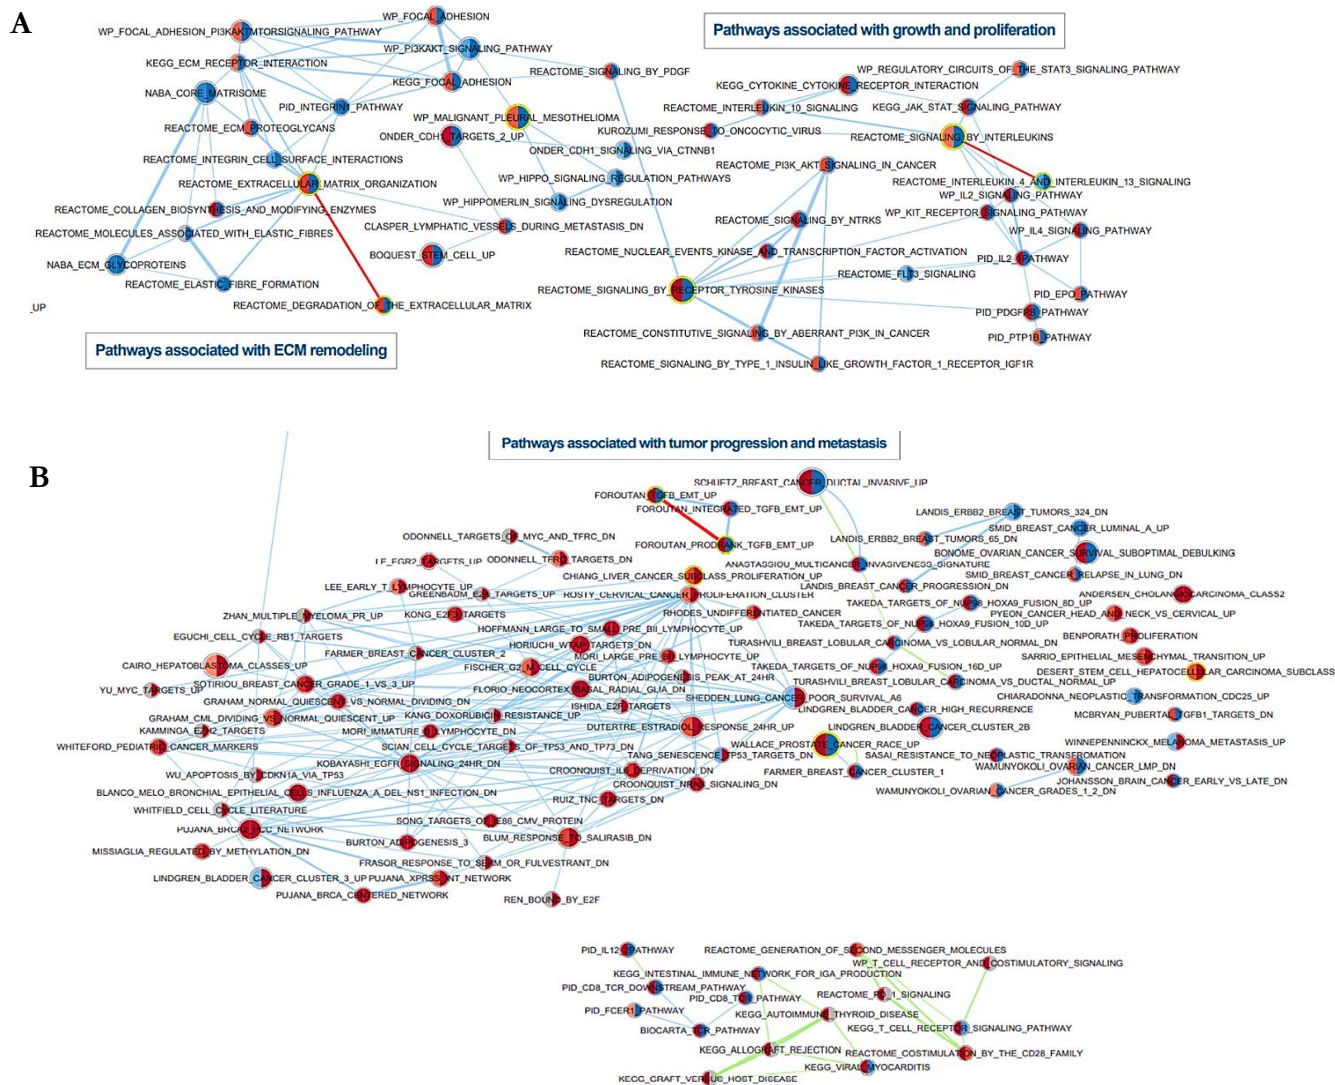 A
WP_FOCAL_ADHESION
WP_FOCAL_ADHESION_PI3KAKTMTORSIGNALING_PATHWAY
WP_PI3KAKT_SIGNALING_PATHWAY
KEGG_ECM_RECEPTOR_INTERACTION
REACTOME_SIGNALING_BY_PDGF
KEGG_FOCAL_ADHESION
NABA_CORE_MATRISOME
PID_INTEGRIN1_PATHWAY
WP_MALIGNANT_PLEURAL_MESOTHELIOMA
REACTOME_ECM_PROTEOGLYCANS
ONDER_CDH1_TARGETS_2_UP
ONDER_CDH1_SIGNALING_VIA_CTNNB1
REACTOME_INTEGRIN_CELL_SURFACE_INTERACTIONS
WP_HIPPO_SIGNALING_REGULATION_PATHWAYS
REACTOME_EXTRACELLULAR_MATRIX_ORGANIZATION
WP_HIPPOMERLIN_SIGNALING_DYSREGULATION
REACTOME_COLLAGEN_BIOSYNTHESIS_AND_MODIFYING_ENZYMES
CLASPER_LYMPHATIC_VESSELS_DURING_METASTASIS_DN
REACTOME_MOLECULES_ASSOCIATED_WITH_ELASTIC_FIBRES
BOQUEST_STEM_CELL_UP
NABA_ECM_GLYCOPROTEINS
REACTOME_ELASTIC_FIBRE_FORMATION
REACTOME_DEGRADATION_OF_THE_EXTRACELLULAR_MATRIX
_UP
Pathways associated with ECM remodeling
Pathways associated with growth and proliferation
WP_REGULATORY_CIRCUITS_OF_THE_STAT3_SIGNALING_PATHWAY
KEGG_CYTOKINE_CYTOKINE_RECEPTOR_INTERACTION
REACTOME_INTERLEUKIN_10_SIGNALING
KEGG_JAK_STAT_SIGNALING_PATHWAY
KUROZUMI_RESPONSE_TO_ONCOCYTIC_VIRUS
REACTOME_SIGNALING_BY_INTERLEUKINS
REACTOME_PI3K_AKT_SIGNALING_IN_CANCER
REACTOME_INTERLEUKIN_4_AND_INTERLEUKIN_13_SIGNALING
WP_IL2_SIGNALING_PATHWAY
WP_KIT_RECEPTOR_SIGNALING_PATHWAY
REACTOME_SIGNALING_BY_NTRKS
WP_IL4_SIGNALING_PATHWAY
REACTOME_NUCLEAR_EVENTS_KINASE_AND_TRANSCRIPTION_FACTOR_ACTIVATION
PID_IL2_1PATHWAY
REACTOME_FLT3_SIGNALING
REACTOME_SIGNALING_BY_RECEPTOR_TYROSINE_KINASES
PID_EPO_PATHWAY
PID_PDGFRB_PATHWAY
REACTOME_CONSTITUTIVE_SIGNALING_BY_ABERRANT_PI3K_IN_CANCER
PID_PTP1B_PATHWAY
REACTOME_SIGNALING_BY_TYPE_1_INSULIN_LIKE_GROWTH_FACTOR_1_RECEPTOR_IGF1R
Pathways associated with tumor progression and metastasis
B
SCHUETZ_BREAST_CANCER_DUCTAL_INVASIVE_UP
FOROUTAN_TGFB_EMT_UP
FOROUTAN_INTEGRATED_TGFB_EMT_UP
LANDIS_ERBB2_BREAST_TUMORS_324_DN
SMID_BREAST_CANCER_LUMINAL_A_UP
ODONNELL_TARGETS_OF_MYC_AND_TFRC_DN
LANDIS_ERBB2_BREAST_TUMORS_65_DN
FOROUTAN_PRODRANK_TGFB_EMT_UP
BONOME_OVARIAN_CANCER_SURVIVAL_SUBOPTIMAL_DEBULKING
LE_EGR2_TARGETS_UP
ODONNELL_TFRC_TARGETS_DN
ANASTASSIOU_MULTICANCER_INVASIVENESS_SIGNATURE
CHIANG_LIVER_CANCER_SUBCLASS_PROLIFERATION_UP
SMID_BREAST_CANCER_RELAPSE_IN_LUNG_DN
LEE_EARLY_T_LYMPHOCYTE_UP
LANDIS_BREAST_CANCER_PROGRESSION_DN
GREENBAUM_E2A_TARGETS_UP
ROSTY_CERVICAL_CANCER_PROLIFERATION_CLUSTER
ANDERSEN_CHOLANGIOCARCINOMA_CLASS2
TAKEDA_TARGETS_OF_NUP98_HOXA9_FUSION_8D_UP
ZHAN_MULTIPLE_MYELOMA_PR_UP
KONG_E2F3_TARGETS
RHODES_UNDIFFERENTIATED_CANCER
PYEON_CANCER_HEAD_AND_NECK_VS_CERVICAL_UP
TAKEDA_TARGETS_OF_NUP98_HOXA9_FUSION_10D_UP
HOFFMANN_LARGE_TO_SMALL_PRE_BII_LYMPHOCYTE_UP
EGUCHI_CELL_CYCLE_RB1_TARGETS
BENPORATH_PROLIFERATION
HORIUCHI_WTAP_TARGETS_DN
TURASHVILI_BREAST_LOBULAR_CARCINOMA_VS_LOBULAR_NORMAL_DN
FARMER_BREAST_CANCER_CLUSTER_2
MORI_LARGE_PRE_BII_LYMPHOCYTE_UP
SARRIO_EPITHELIAL_MESENCHYMAL_TRANSITION_UP
CAIRO_HEPATOBLASTOMA_CLASSES_UP
FISCHER_G2_M_CELL_CYCLE
TAKEDA_TARGETS_OF_NUP98_HOXA9_FUSION_16D_UP
DESERT_STEM_CELL_HEPATOCELLULAR_CARCINOMA_SUBCLASS
BURTON_ADIPOGENESIS_PEAK_AT_24HR
TURASHVILI_BREAST_LOBULAR_CARCINOMA_VS_DUCTAL_NORMAL_UP
SOTIRIOU_BREAST_CANCER_GRADE_1_VS_3_UP
YU_MYC_TARGETS_UP
FLORIO_NEOCORTEX_BASAL_RADIAL_GLIA_DN
SHEDDEN_LUNG_CANCER_POOR_SURVIVAL_A6
CHIARADONNA_NEOPLASTIC_TRANSFORMATION_CDC25_UP
GRAHAM_NORMAL_QUIESCENT_VS_NORMAL_DIVIDING_DN
ISHIDA_E2F_TARGETS
LINDGREN_BLADDER_CANCER_HIGH_RECURRENCE
GRAHAM_CML_DIVIDING_VS_NORMAL_QUIESCENT_UP
KANG_DOXORUBICIN_RESISTANCE_UP
MCBRYAN_PUBERTAL_TGFB1_TARGETS_DN
KAMMINGA_EZH2_TARGETS
MORI_IMMATURE_B_LYMPHOCYTE_DN
DUTERTRE_ESTRADIOL_RESPONSE_24HR_UP
LINDGREN_BLADDER_CANCER_CLUSTER_2B
WHITEFORD_PEDIATRIC_CANCER_MARKERS
SCIAN_CELL_CYCLE_TARGETS_OF_TP53_AND_TP73_DN
WALLACE_PROSTATE_CANCER_RACE_UP
WINNEPENNINCKX_MELANOMA_METASTASIS_UP
TANG_SENESCENCE_TP53_TARGETS_DN
SASAI_RESISTANCE_TO_NEOPLASTIC_TRANSFROMATION
KOBAYASHI_EGFR_SIGNALING_24HR_DN
WAMUNYOKOLI_OVARIAN_CANCER_LMP_DN
WU_APOPTOSIS_BY_CDKN1A_VIA_TP53
CROONQUIST_IL6_DEPRIVATION_DN
FARMER_BREAST_CANCER_CLUSTER_1
JOHANSSON_BRAIN_CANCER_EARLY_VS_LATE_DN
CROONQUIST_NRAS_SIGNALING_DN
BLANCO_MELO_BRONCHIAL_EPITHELIAL_CELLS_INFLUENZA_A_DEL_NS1_INFECTION_DN
WAMUNYOKOLI_OVARIAN_CANCER_GRADES_1_2_DN
RUIZ_TNC_TARGETS_DN
WHITFIELD_CELL_CYCLE_LITERATURE
SONG_TARGETS_OF_IE86_CMV_PROTEIN
PUJANA_BRCA2_PCC_NETWORK
BURTON_ADIPOGENESIS_3
BLUM_RESPONSE_TO_SALIRASIB_DN
MISSIAGLIA_REGULATED_BY_METHYLATION_DN
FRASOR_RESPONSE_TO_SERM_OR_FULVESTRANT_DN
LINDGREN_BLADDER_CANCER_CLUSTER_3_UP
PUJANA_XPRSS_INT_NETWORK
PUJANA_BRCA_CENTERED_NETWORK
REN_BOUND_BY_E2F
PID_IL12_2PATHWAY
REACTOME_GENERATION_OF_SECOND_MESSENGER_MOLECULES
WP_T_CELL_RECEPTOR_AND_COSTIMULATORY_SIGNALING
KEGG_INTESTINAL_IMMUNE_NETWORK_FOR_IGA_PRODUCTION
PID_CD8_TCR_DOWNSTREAM_PATHWAY
PID_CD8_TCR_PATHWAY
REACTOME_PD_1_SIGNALING
PID_FCER1_PATHWAY
KEGG_AUTOIMMUNE_THYROID_DISEASE
BIOCARTA_TCR_PATHWAY
KEGG_T_CELL_RECEPTOR_SIGNALING_PATHWAY
KEGG_ALLOGRAFT_REJECTION
REACTOME_COSTIMULATION_BY_THE_CD28_FAMILY
KEGG_VIRAL_MYOCARDITIS
KEGG_GRAFT_VERSUS_HOST_DISEASE